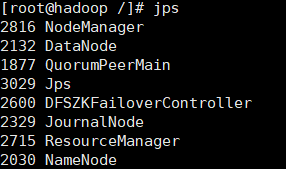 [root@hadoop /]# jps
2816 NodeManager
2132 DataNode
1877 QuorumPeerMain
3029 Jps
2600 DFSZKFailoverController
2329 JournalNode
2715 ResourceManager
2030 NameNode